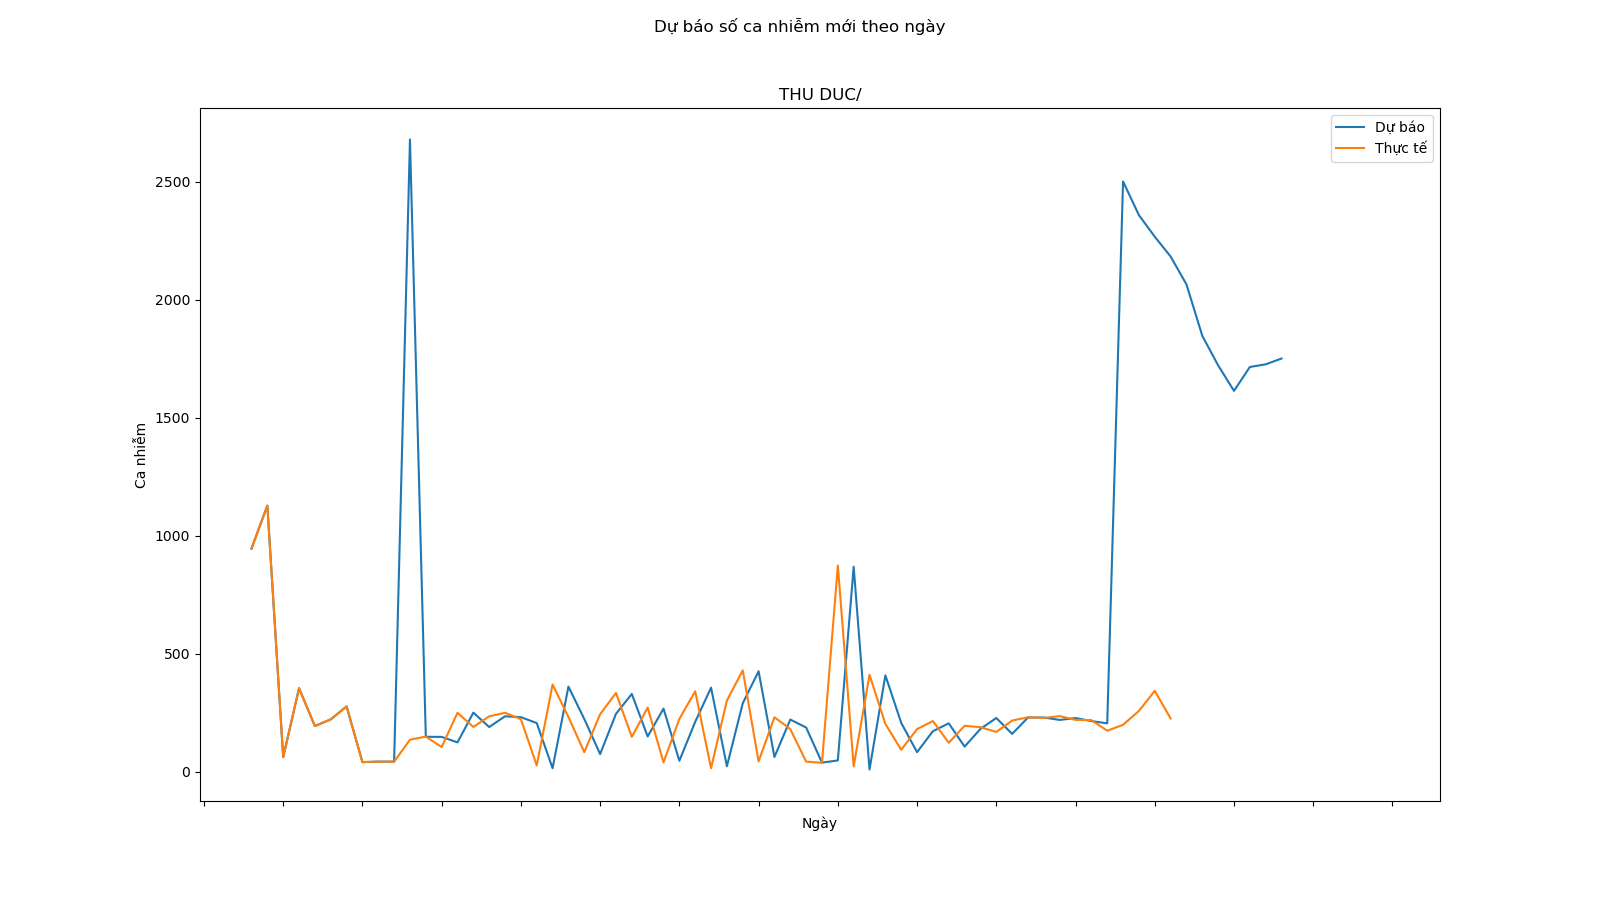 Dự báo số ca nhiễm mới theo ngày
THU DUC/
Dự báo
Thực tế
2500
2000
1500
1000
500
0
Ca nhiễm
Ngày